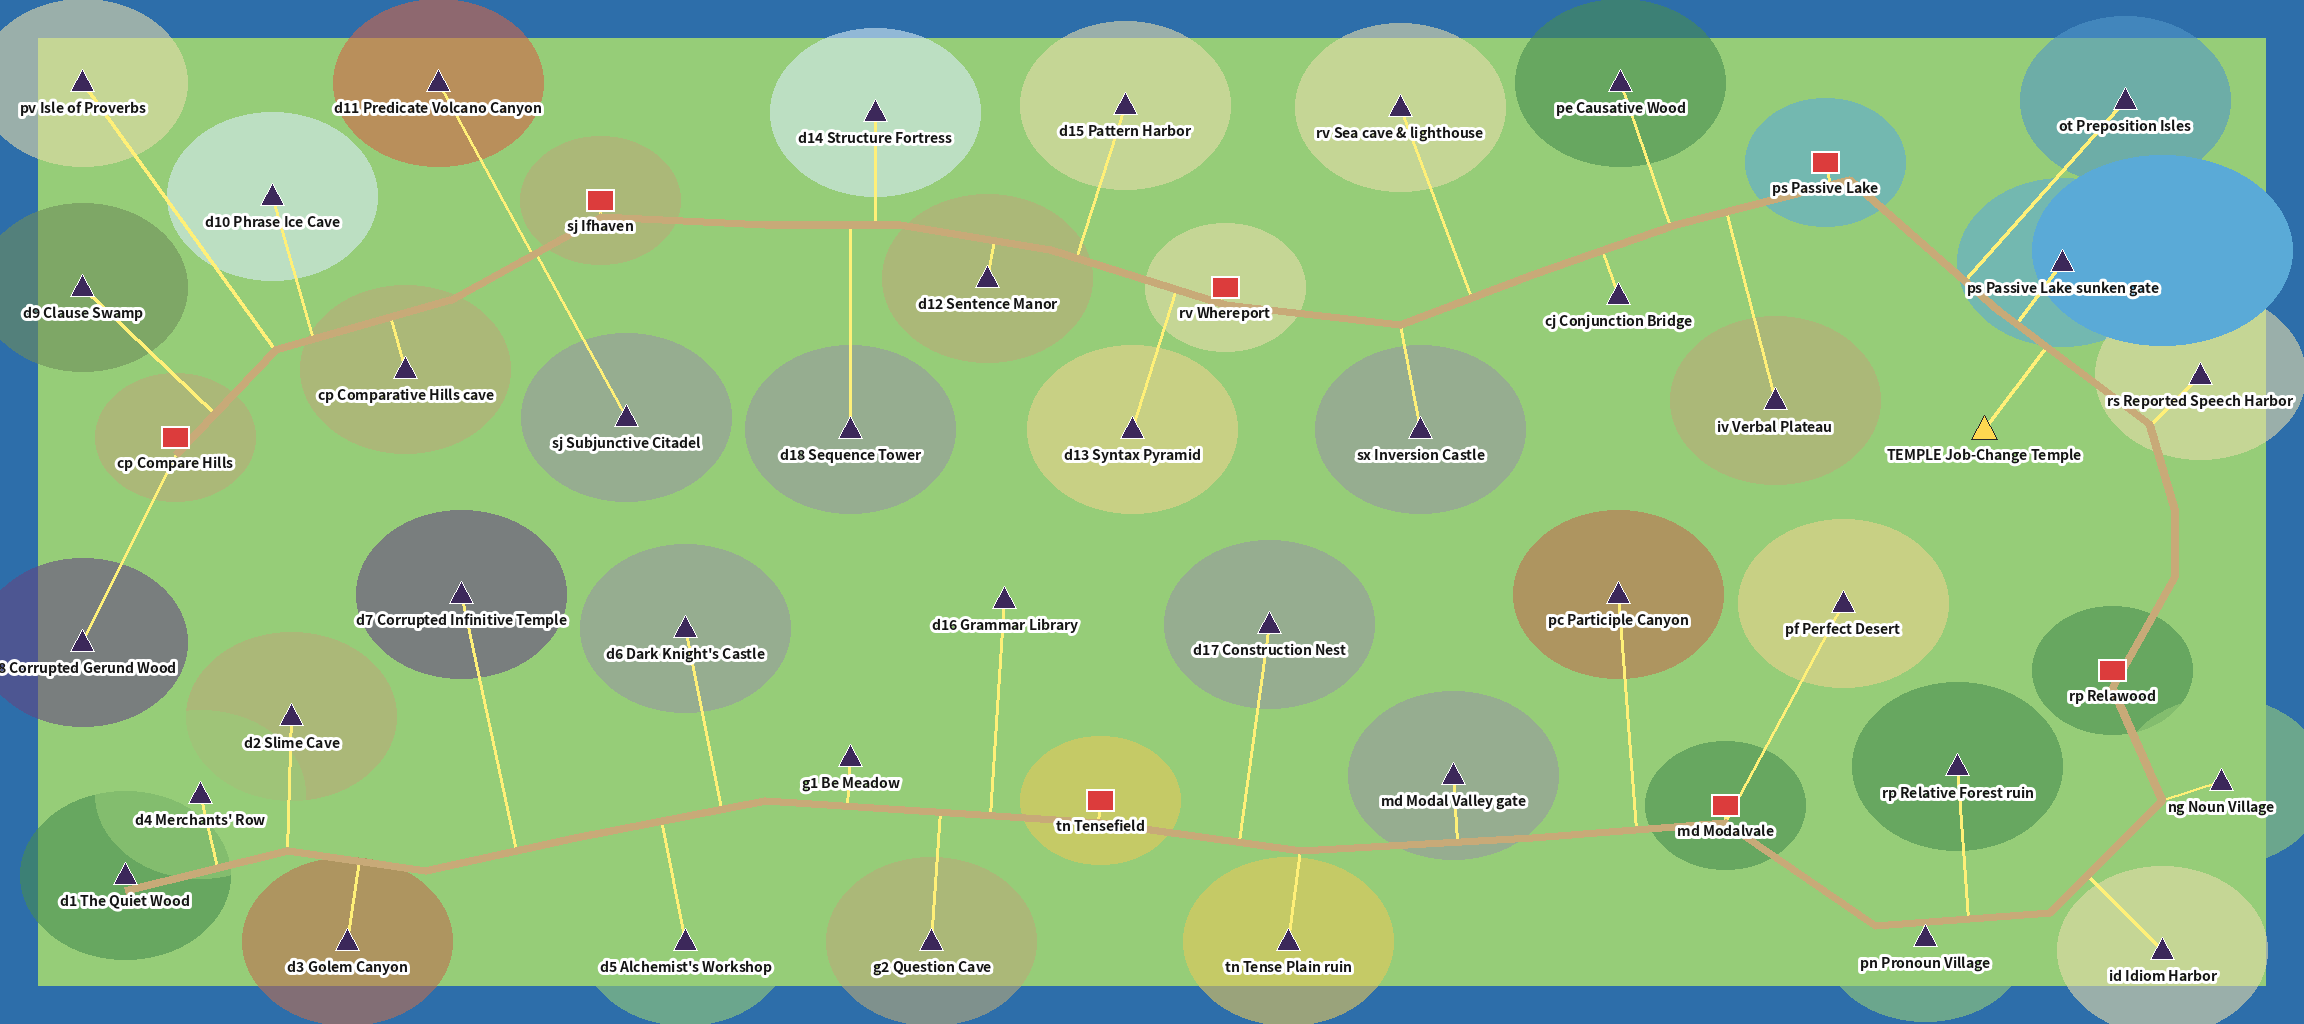 pv Isle of Proverbs
d11 Predicate Volcano Canyon
d14 Structure Fortress
d15 Pattern Harbor
rv Sea cave & lighthouse
pe Causative Wood
ot Preposition Isles
ps Passive Lake
d10 Phrase Ice Cave
sj Ifhaven
d9 Clause Swamp
d12 Sentence Manor
rv Whereport
cj Conjunction Bridge
ps Passive Lake sunken gate
cp Comparative Hills cave
rs Reported Speech Harbor
cp Compare Hills
sj Subjunctive Citadel
d18 Sequence Tower
d13 Syntax Pyramid
sx Inversion Castle
iv Verbal Plateau
TEMPLE Job-Change Temple
8 Corrupted Gerund Wood
d7 Corrupted Infinitive Temple
d6 Dark Knight's Castle
d16 Grammar Library
d17 Construction Nest
pc Participle Canyon
pf Perfect Desert
rp Relawood
d2 Slime Cave
g1 Be Meadow
md Modal Valley gate
rp Relative Forest ruin
ng Noun Village
d4 Merchants' Row
tn Tensefield
md Modalvale
d1 The Quiet Wood
d3 Golem Canyon
d5 Alchemist's Workshop
g2 Question Cave
tn Tense Plain ruin
pn Pronoun Village
id Idiom Harbor